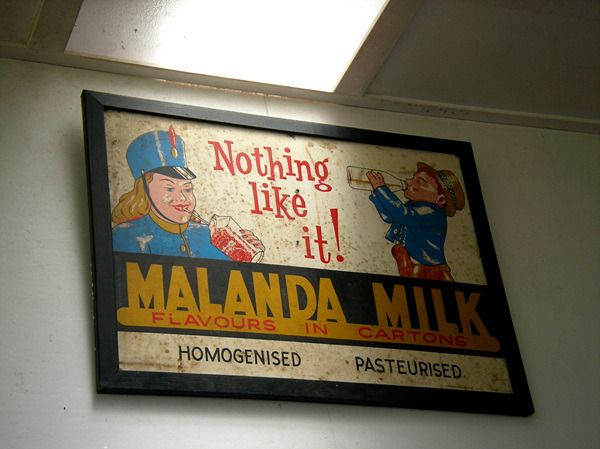 Nothing
like
it!
MALANDA MILK
FLAVOURS IN CARTONS
HOMOGENISED PASTEURISED